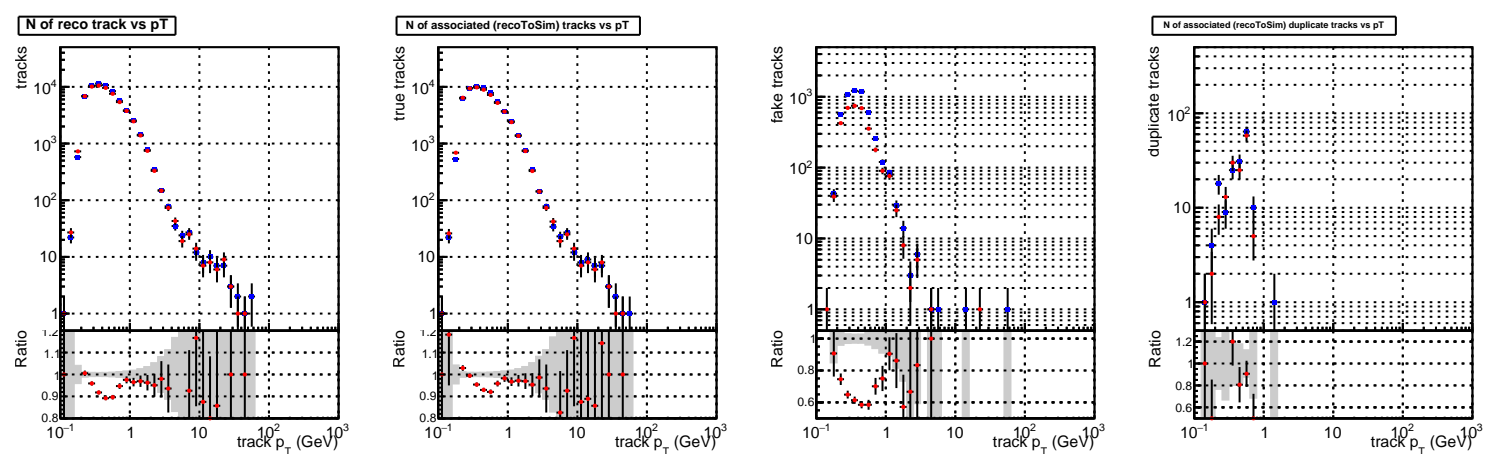 N of reco track vs pT
tracks
10^4
10^3
10^2
10
1
Ratio
1.2
1.1
1
0.9
0.8
10^-1 1 10 10^2 10^3
track p_T (GeV)
N of associated (recoToSim) tracks vs pT
true tracks
10^4
10^3
10^2
10
1
Ratio
1.2
1.1
1
0.9
0.8
10^-1 1 10 10^2 10^3
track p_T (GeV)
fake tracks
10^3
10^2
10
1
Ratio
1
0.8
0.6
10^-1 1 10 10^2 10^3
track p_T (GeV)
N of associated (recoToSim) duplicate tracks vs pT
duplicate tracks
10^2
10
1
Ratio
1.2
1
0.8
0.6
10^-1 1 10 10^2 10^3
track p_T (GeV)